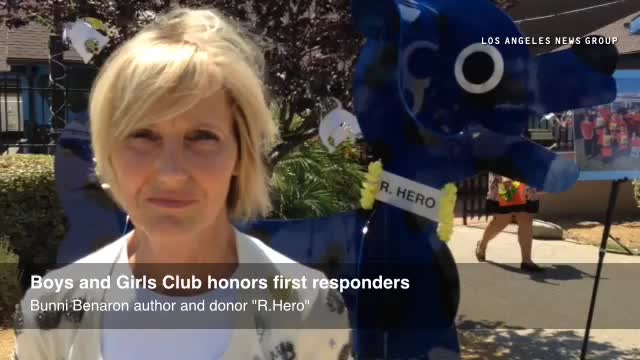 LOS ANGELES NEWS GROUP
R. HERO
Boys and Girls Club honors first responders
Bunni Benaron author and donor "R.Hero"